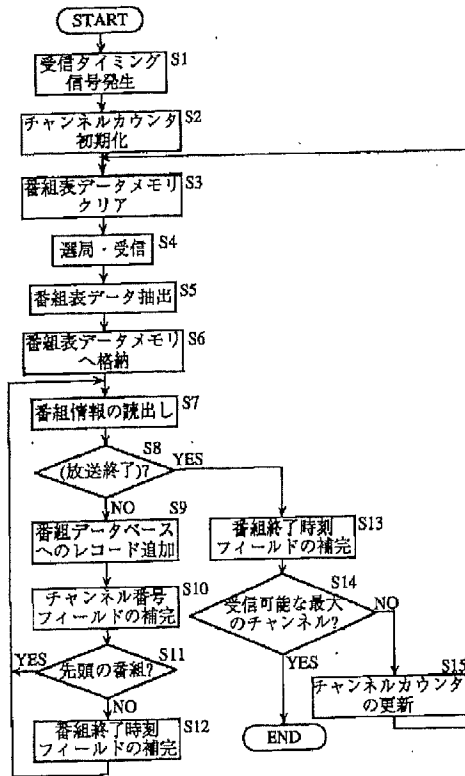 START
受信タイミング
信号発生
S1
チャンネルカウンタ
初期化
S2
番組表データメモリ
クリア
S3
選局・受信
S4
番組表データ抽出
S5
番組表データメモリ
へ格納
S6
番組情報の読出し
S7
(放送終了)?
S8
YES
NO
番組データベース
へのレコード追加
S9
チャンネル番号
フィールドの補完
S10
先頭の番組?
S11
YES
NO
番組終了時刻
フィールドの補完
S12
番組終了時刻
フィールドの補完
S13
受信可能な最大
のチャンネル?
S14
NO
YES
END
チャンネルカウンタ
の更新
S15